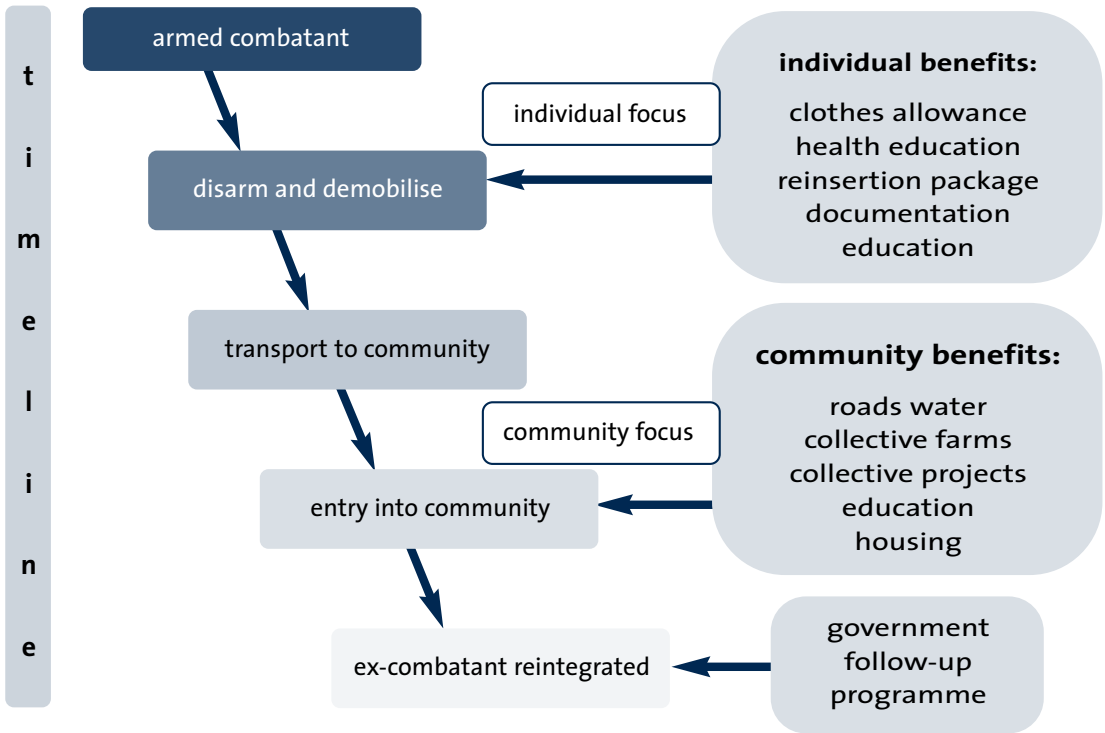 timeline
armed combatant
individual focus
disarm and demobilise
individual benefits:
clothes allowance
health education
reinsertion package
documentation
education
transport to community
community focus
entry into community
community benefits:
roads water
collective farms
collective projects
education
housing
ex-combatant reintegrated
government
follow-up
programme